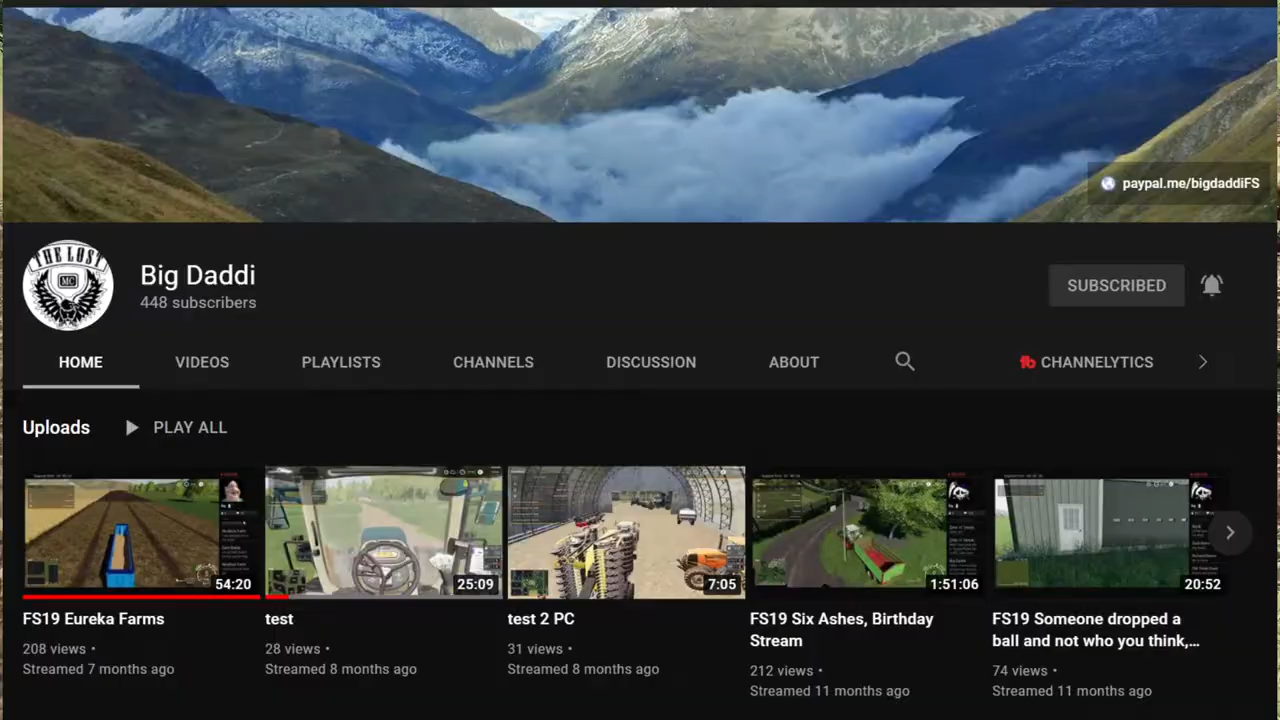 paypal.me/bigdaddiFS
THE LOST
MC
Big Daddi
448 subscribers
SUBSCRIBED
HOME
VIDEOS
PLAYLISTS
CHANNELS
DISCUSSION
ABOUT
CHANNELYTICS
Uploads
PLAY ALL
54:20
25:09
7:05
1:51:06
20:52
FS19 Eureka Farms
208 views •
Streamed 7 months ago
test
28 views •
Streamed 8 months ago
test 2 PC
31 views •
Streamed 8 months ago
FS19 Six Ashes, Birthday
Stream
212 views •
Streamed 11 months ago
FS19 Someone dropped a
ball and not who you think,...
74 views •
Streamed 11 months ago